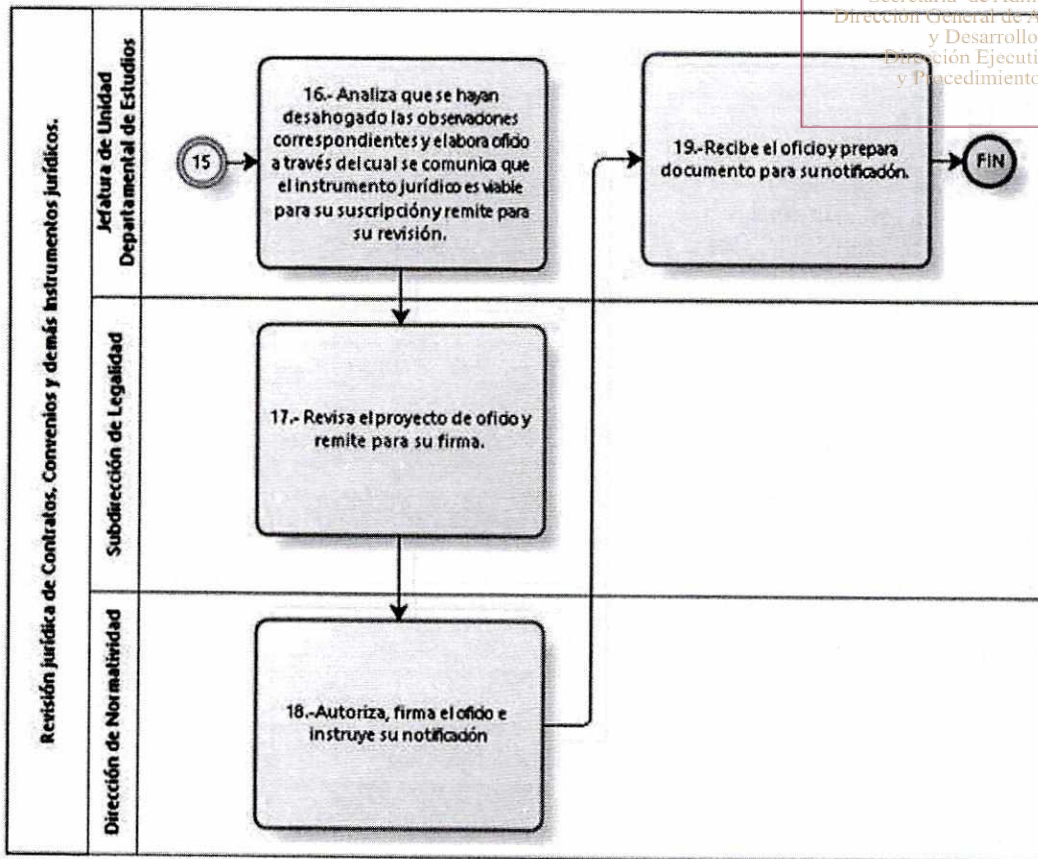 Dirección General de
y Desarrollo
Dirección Ejecuti
y Procedimiento
Revisión jurídica de Contratos, Convenios y demás Instrumentos jurídicos.
Jefatura de Unidad
Departamental de Estudios
15
16.- Analiza que se hayan
desahogado las observaciones
correspondientes y elabora oficio
a través del cual se comunica que
el instrumento jurídico es viable
para su suscripción y remite para
su revisión.
19.-Recibe el oficio y prepara
documento para su notificación.
FIN
Subdirección de Legalidad
17.- Revisa el proyecto de oficio y
remite para su firma.
Dirección de Normatividad
18.-Autoriza, firma el oficio e
instruye su notificación